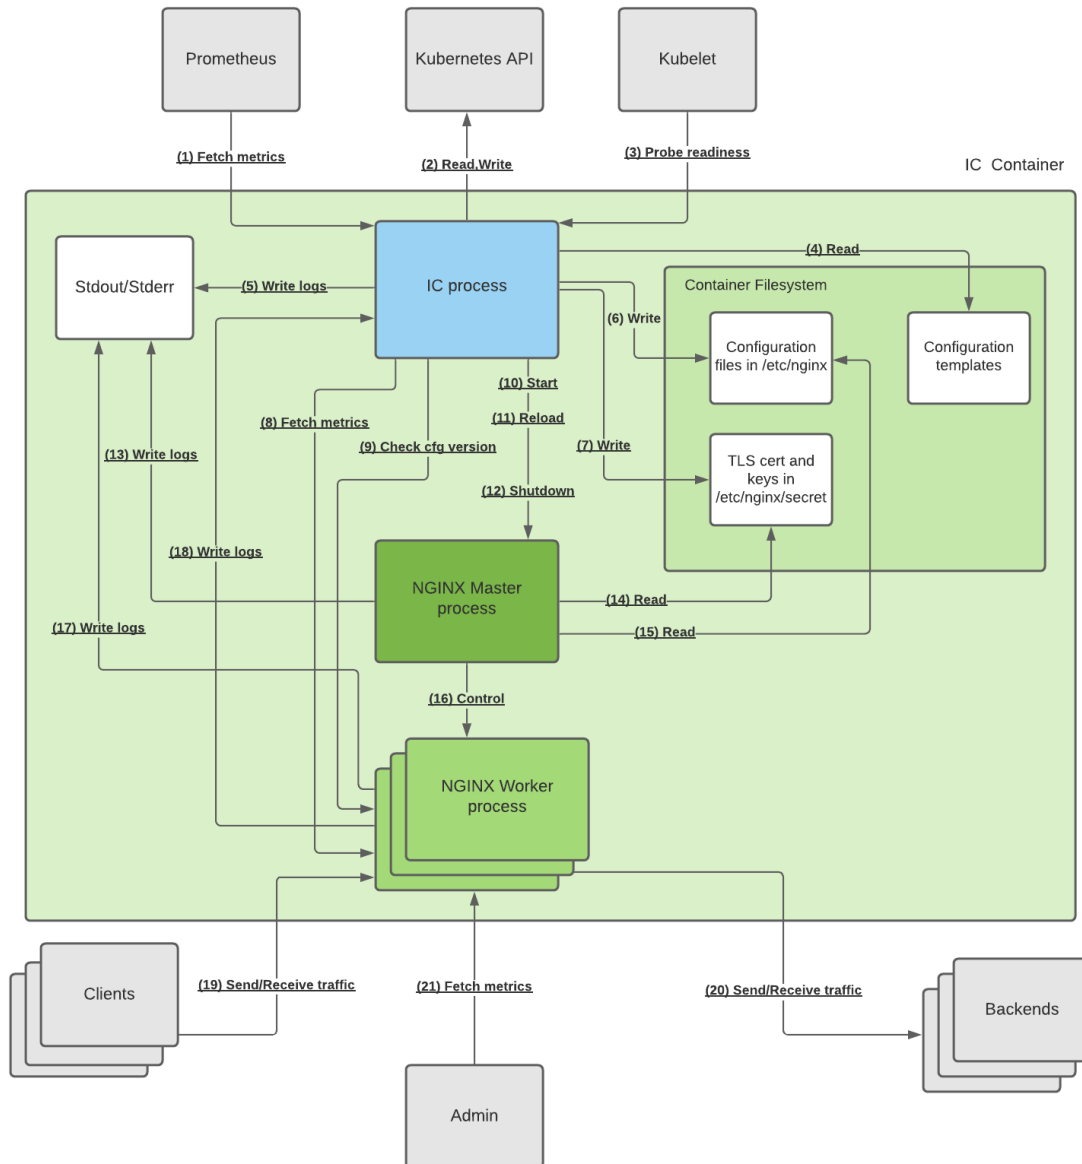 Prometheus
Kubernetes API
Kubelet
(1) Fetch metrics
(2) Read,Write
(3) Probe readiness
IC  Container
(4) Read
Stdout/Stderr
(5) Write logs
IC process
Container Filesystem
(6) Write
Configuration
files in /etc/nginx
Configuration
templates
(10) Start
(11) Reload
(8) Fetch metrics
(9) Check cfg version
(7) Write
(13) Write logs
TLS cert and
keys in
/etc/nginx/secret
(12) Shutdown
(18) Write logs
NGINX Master
process
(14) Read
(17) Write logs
(15) Read
(16) Control
NGINX Worker
process
Clients
(19) Send/Receive traffic
(21) Fetch metrics
(20) Send/Receive traffic
Backends
Admin